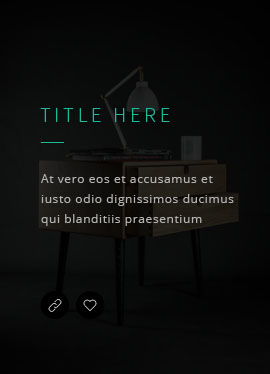 TITLE HERE
At vero eos et accusamus et
iusto odio dignissimos ducimus
qui blanditiis praesentium